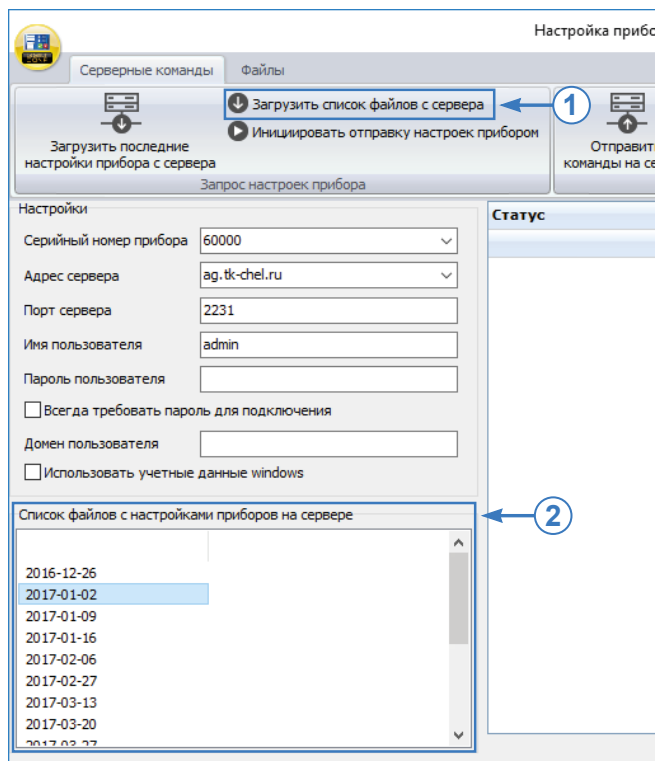 Настройка прибо
Серверные команды
Файлы
Загрузить последние
настройки прибора с сервера
Загрузить список файлов с сервера
1
Инициировать отправку настроек прибором
Отправит
команды на се
Запрос настроек прибора
Настройки
Серийный номер прибора 60000
Адрес сервера ag.tk-chel.ru
Порт сервера 2231
Имя пользователя admin
Пароль пользователя
Всегда требовать пароль для подключения
Домен пользователя
Использовать учетные данные windows
Статус
Список файлов с настройками приборов на сервере
2
2016-12-26
2017-01-02
2017-01-09
2017-01-16
2017-02-06
2017-02-27
2017-03-13
2017-03-20
2017-03-27